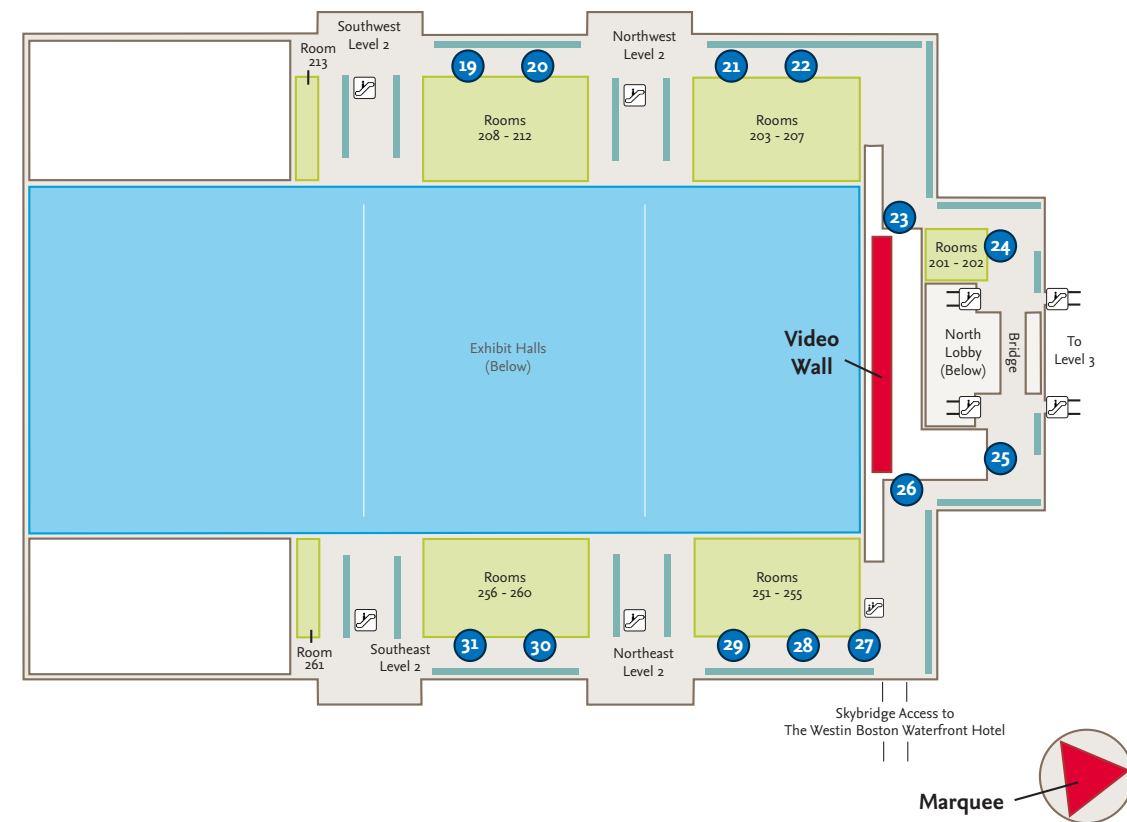 Southwest
Level 2
Northwest
Level 2
Room
213
19
20
21
22
Rooms
208 - 212
Rooms
203 - 207
23
24
Rooms
201 - 202
Video
Wall
Exhibit Halls
(Below)
North
Lobby
(Below)
Bridge
To
Level 3
25
26
Rooms
256 - 260
Rooms
251 - 255
Room
261
Southeast
Level 2
31
30
Northeast
Level 2
29
28
27
Skybridge Access to
The Westin Boston Waterfront Hotel
Marquee